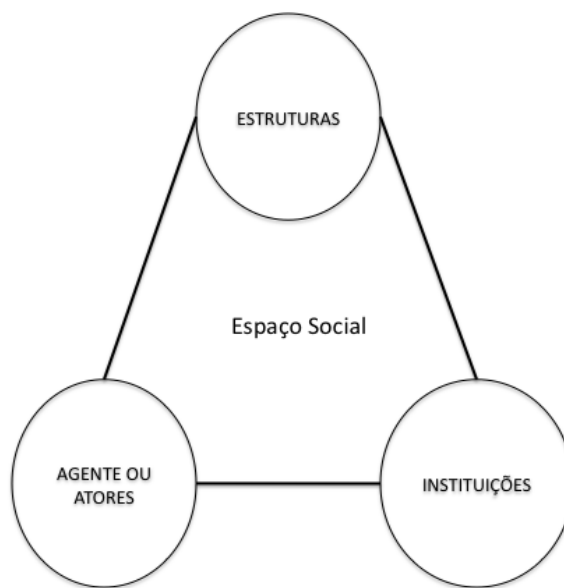 ESTRUTURAS
Espaço Social
AGENTE OU
ATORES
INSTITUIÇÕES